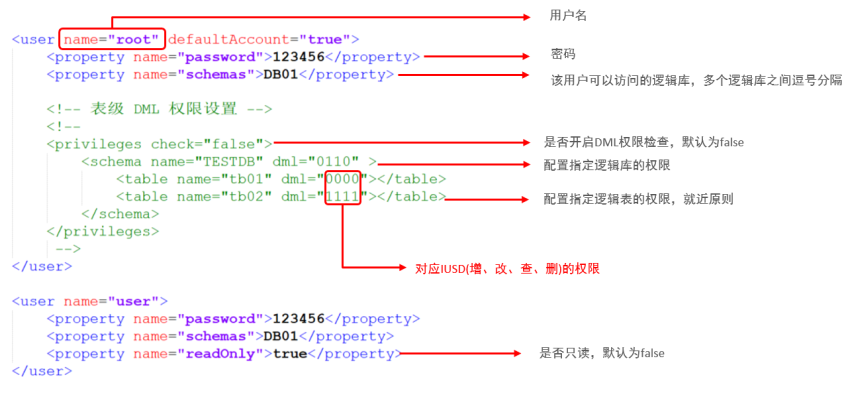 用户名
<user name="root" defaultAccount="true">
<property name="password">123456</property>
密码
<property name="schemas">DB01</property>
该用户可以访问的逻辑库，多个逻辑库之间逗号分隔
<!-- 表级 DML 权限设置 -->
<!--
<privileges check="false">
是否开启DML权限检查，默认为false
<schema name="TESTDB" dml="0110" >
配置指定逻辑库的权限
<table name="tb01" dml="0000"></table>
<table name="tb02" dml="1111"></table>
配置指定逻辑表的权限，就近原则
</schema>
</privileges>
-->
</user>
对应IUSD(增、改、查、删)的权限
<user name="user">
<property name="password">123456</property>
<property name="schemas">DB01</property>
<property name="readOnly">true</property>
是否只读，默认为false
</user>